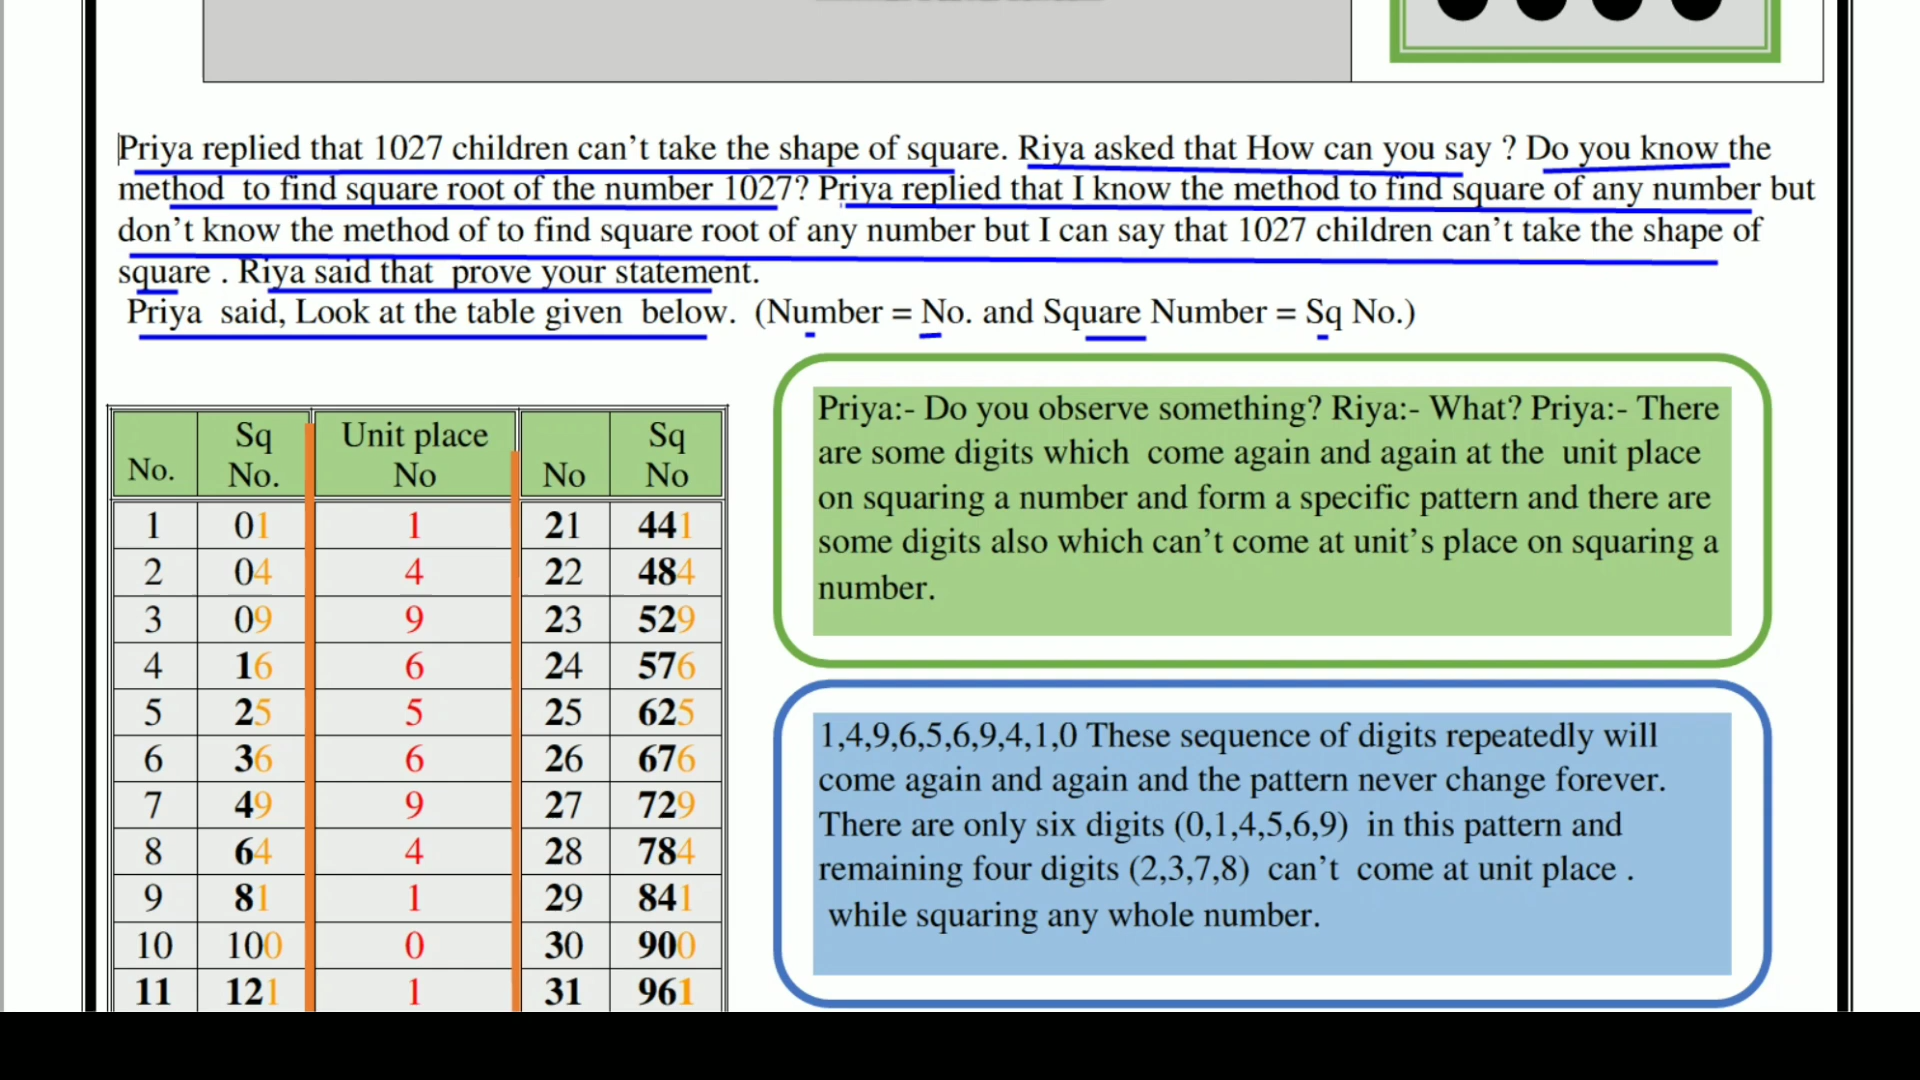 Priya replied that 1027 children can’t take the shape of square. Riya asked that How can you say ? Do you know the
method to find square root of the number 1027? Priya replied that I know the method to find square of any number but
don’t know the method of to find square root of any number but I can say that 1027 children can’t take the shape of
square . Riya said that prove your statement.
Priya said, Look at the table given below. (Number = No. and Square Number = Sq No.)
No. Sq No. Unit place No No Sq No
1 01 1 21 441
2 04 4 22 484
3 09 9 23 529
4 16 6 24 576
5 25 5 25 625
6 36 6 26 676
7 49 9 27 729
8 64 4 28 784
9 81 1 29 841
10 100 0 30 900
11 121 1 31 961
Priya:- Do you observe something? Riya:- What? Priya:- There
are some digits which come again and again at the unit place
on squaring a number and form a specific pattern and there are
some digits also which can’t come at unit’s place on squaring a
number.
1,4,9,6,5,6,9,4,1,0 These sequence of digits repeatedly will
come again and again and the pattern never change forever.
There are only six digits (0,1,4,5,6,9) in this pattern and
remaining four digits (2,3,7,8) can’t come at unit place .
while squaring any whole number.